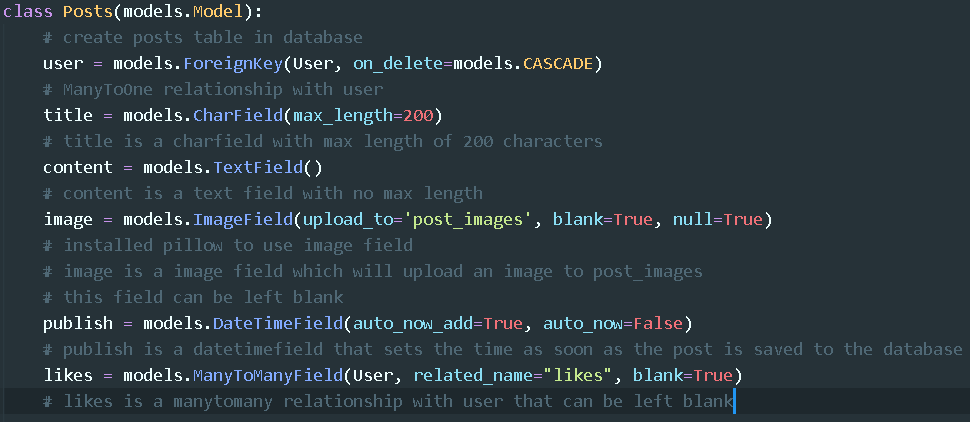 class Posts(models.Model):
    # create posts table in database
    user = models.ForeignKey(User, on_delete=models.CASCADE)
    # ManyToOne relationship with user
    title = models.CharField(max_length=200)
    # title is a charfield with max length of 200 characters
    content = models.TextField()
    # content is a text field with no max length
    image = models.ImageField(upload_to='post_images', blank=True, null=True)
    # installed pillow to use image field
    # image is a image field which will upload an image to post_images
    # this field can be left blank
    publish = models.DateTimeField(auto_now_add=True, auto_now=False)
    # publish is a datetimefield that sets the time as soon as the post is saved to the database
    likes = models.ManyToManyField(User, related_name="likes", blank=True)
    # likes is a manytomany relationship with user that can be left blank